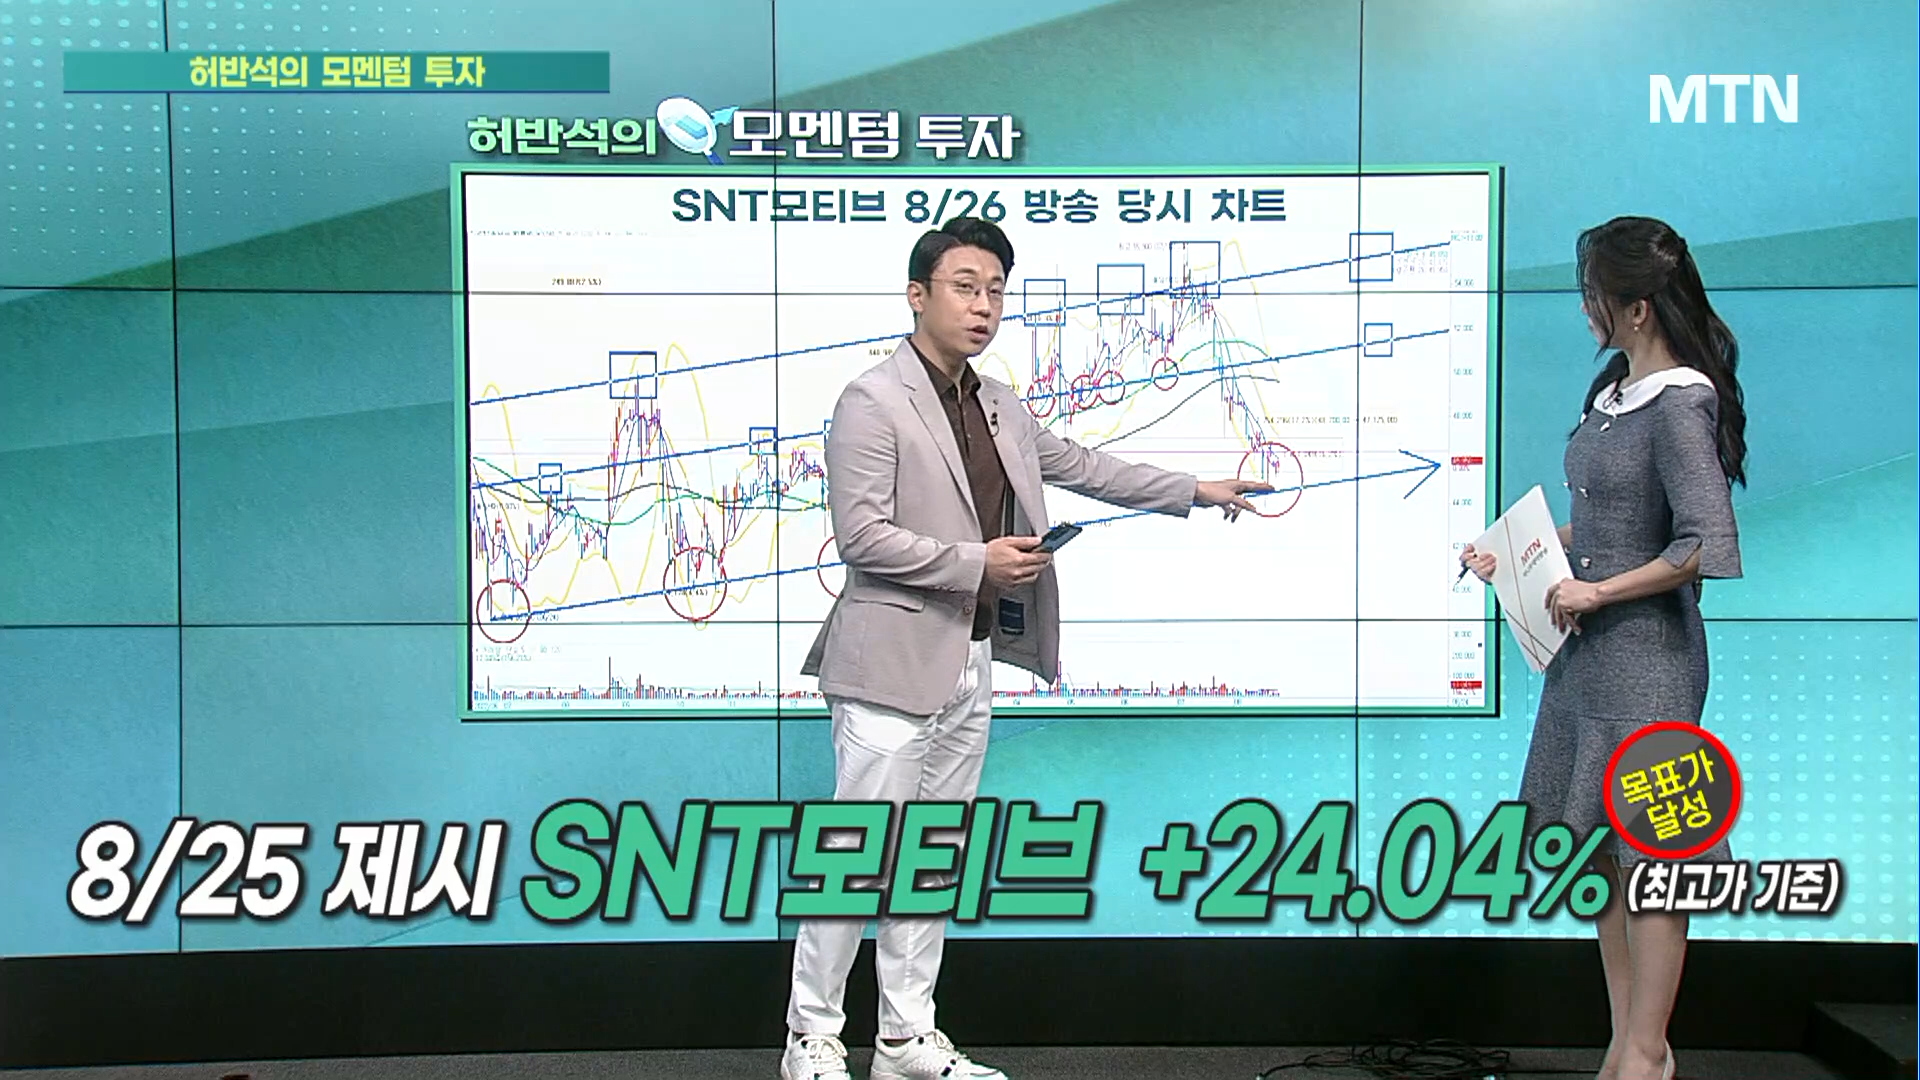 허반석의 모멘텀 투자
MTN
허반석의 모멘텀 투자
SNT모티브 8/26 방송 당시 차트
MTN
목표가
달성
8/25 제시 SNT모티브 +24.04% (최고가 기준)